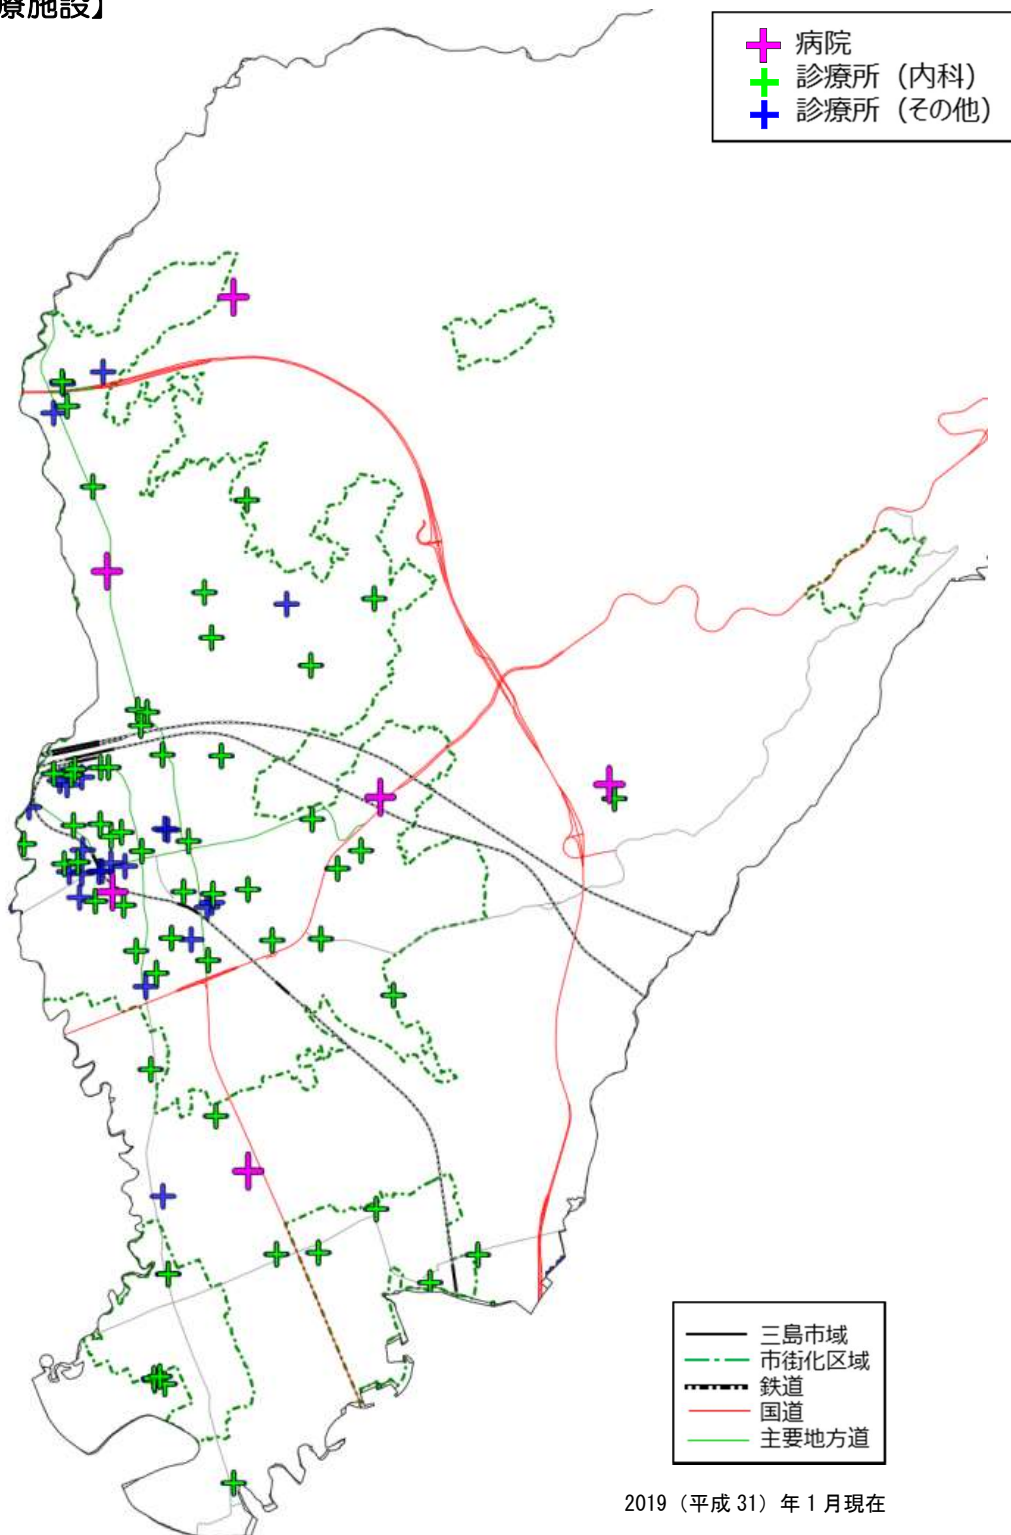 療施設】
病院
診療所（内科）
診療所（その他）
三島市域
市街化区域
鉄道
国道
主要地方道
2019（平成31）年1月現在